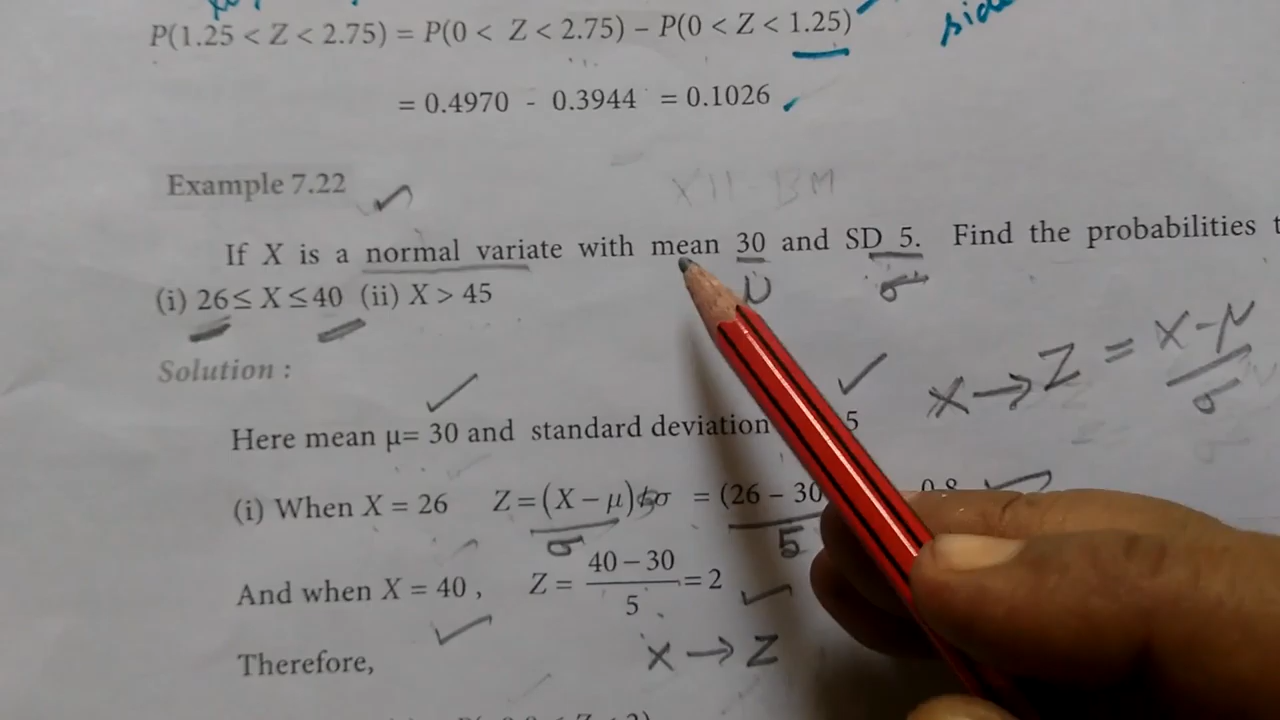 P(1.25 < Z < 2.75) = P(0 < Z < 2.75) − P(0 < Z < 1.25)
side
= 0.4970 - 0.3944 = 0.1026
Example 7.22
XII-BM
If X is a normal variate with mean 30 and SD 5. Find the probabilities
μ σ
(i) 26 ≤ X ≤ 40 (ii) X > 45
X → Z = X-μ / σ
Solution :
Here mean μ= 30 and standard deviation 5
(i) When X = 26 Z = (X − μ) σ = (26 − 30
σ 5
And when X = 40 , Z = 40 − 30 / 5 = 2
Therefore,
X → Z